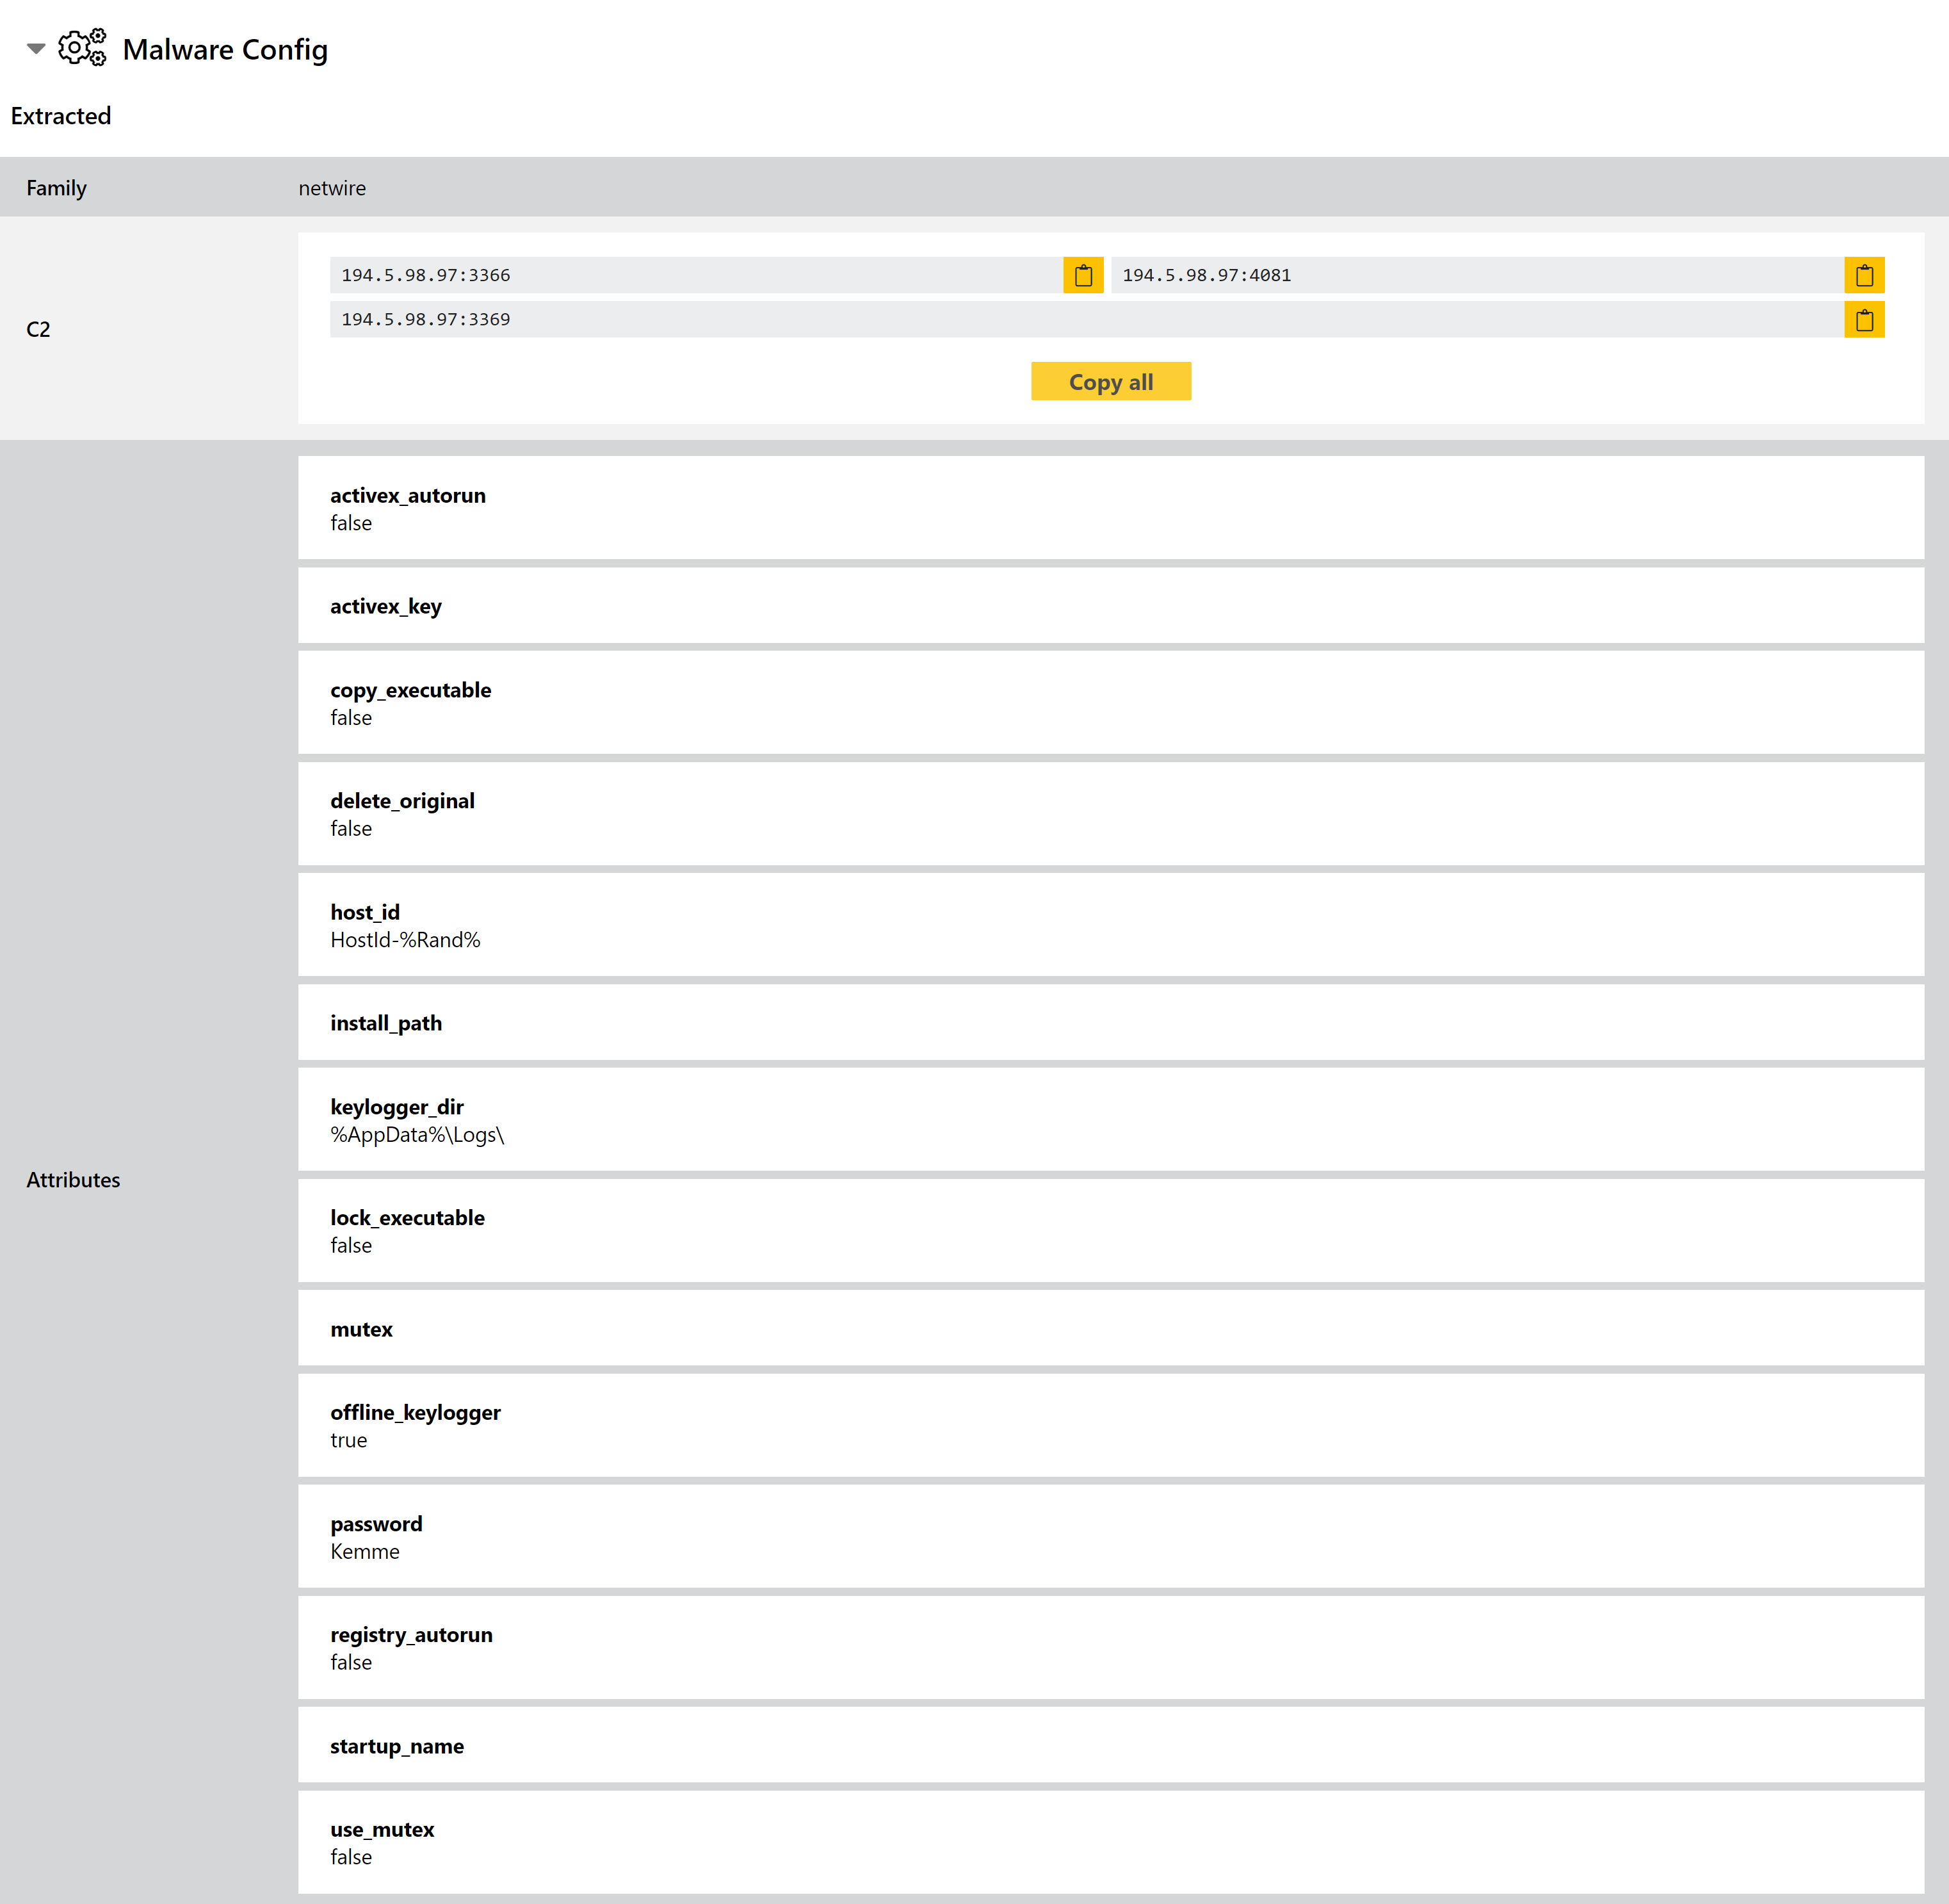 Malware Config
Extracted
Family netwire
C2
194.5.98.97:3366 194.5.98.97:4081
194.5.98.97:3369
Copy all
Attributes
activex_autorun
false
activex_key
copy_executable
false
delete_original
false
host_id
HostId-%Rand%
install_path
keylogger_dir
%AppData%\Logs\
lock_executable
false
mutex
offline_keylogger
true
password
Kemme
registry_autorun
false
startup_name
use_mutex
false